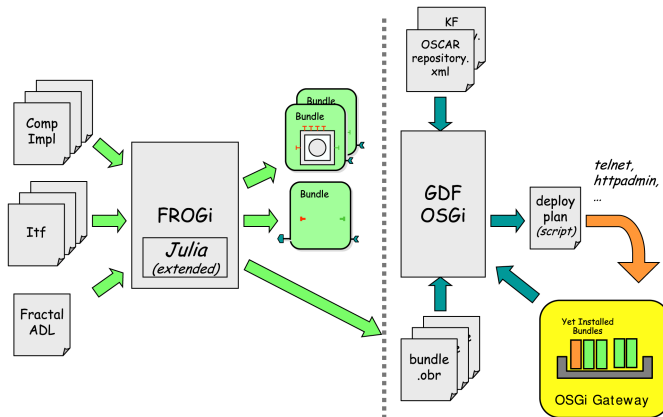 Comp
Impl
Itf
Fractal
ADL
FROGi
Julia
(extended)
Bundle
Bundle
Bundle
KF
OSCAR
repository.
xml
GDF
OSGi
bundle
.obr
deploy
plan
(script)
telnet,
httpadmin,
...
Yet Installed
Bundles
OSGi Gateway